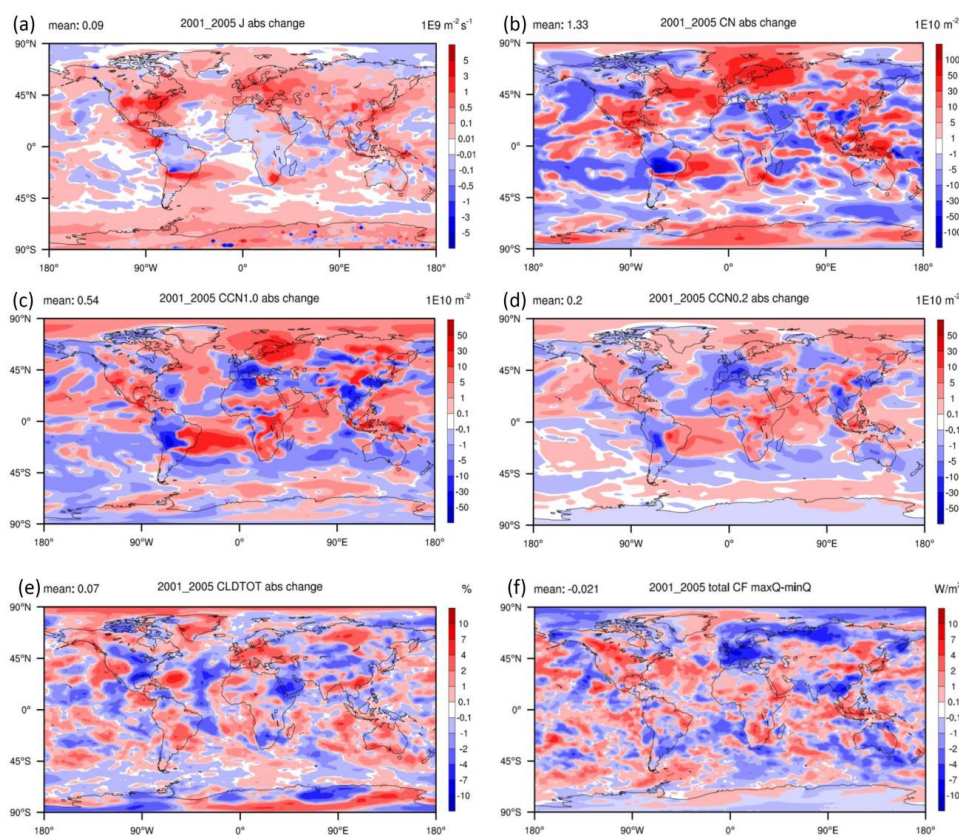 (a) mean: 0.09 2001_2005 J abs change 1E9 m⁻² s⁻¹
90°N
45°N
0°
45°S
90°S
180° 90°W 0° 90°E 180°
5
3
1
0.5
0.1
0.01
-0.01
-0.1
-0.5
-1
-3
-5
(b) mean: 1.33 2001_2005 CN abs change 1E10 m⁻²
90°N
45°N
0°
45°S
90°S
180° 90°W 0° 90°E 180°
100
50
30
10
5
1
-1
-5
-10
-30
-50
-100
(c) mean: 0.54 2001_2005 CCN1.0 abs change 1E10 m⁻²
90°N
45°N
0°
45°S
90°S
180° 90°W 0° 90°E 180°
50
30
10
5
1
0.1
-0.1
-1
-5
-10
-30
-50
(d) mean: 0.2 2001_2005 CCN0.2 abs change 1E10 m⁻²
90°N
45°N
0°
45°S
90°S
180° 90°W 0° 90°E 180°
50
30
10
5
1
0.1
-0.1
-1
-5
-10
-30
-50
(e) mean: 0.07 2001_2005 CLDTOT abs change %
90°N
45°N
0°
45°S
90°S
180° 90°W 0° 90°E 180°
10
7
4
2
1
0.1
-0.1
-1
-2
-4
-7
-10
(f) mean: -0.021 2001_2005 total CF maxQ-minQ W/m²
90°N
45°N
0°
45°S
90°S
180° 90°W 0° 90°E 180°
10
7
4
2
1
0.1
-0.1
-1
-2
-4
-7
-10